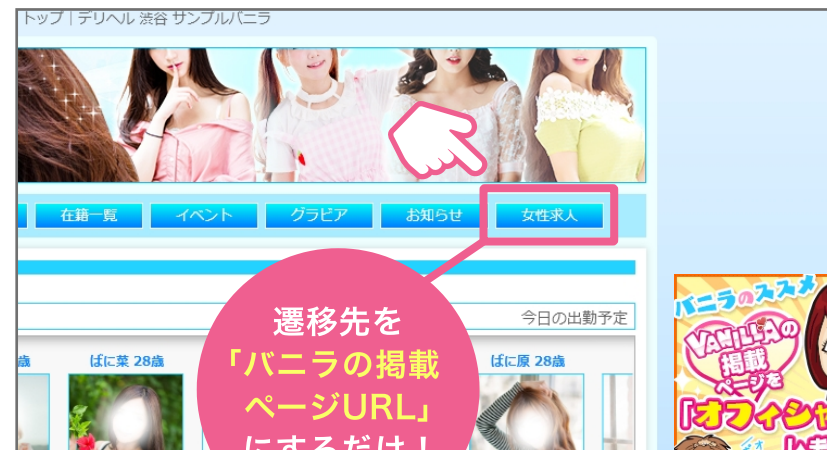 トップ｜デリヘル 渋谷 サンプルバニラ
在籍一覧
イベント
グラビア
お知らせ
女性求人
今日の出勤予定
歳
ばに菜 28歳
ばに原 28歳
遷移先を
「バニラの掲載
ページURL」
にするだけ！
バニラのススメ
VANILLAの
掲載
ページを
「オフィシャ